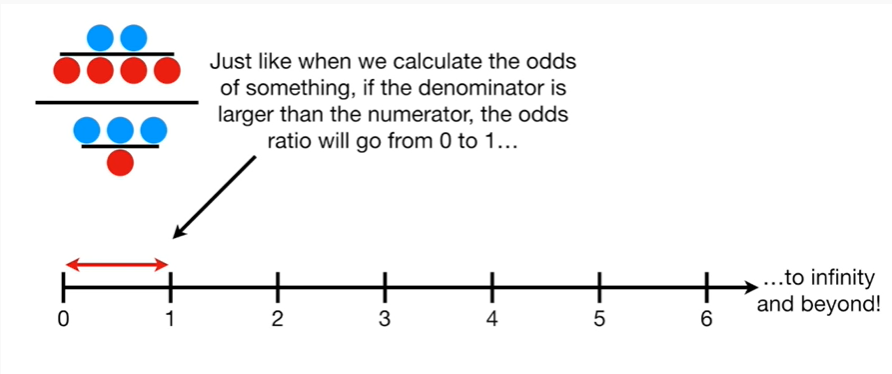 Just like when we calculate the odds
of something, if the denominator is
larger than the numerator, the odds
ratio will go from 0 to 1…
…to infinity
and beyond!
0 1 2 3 4 5 6